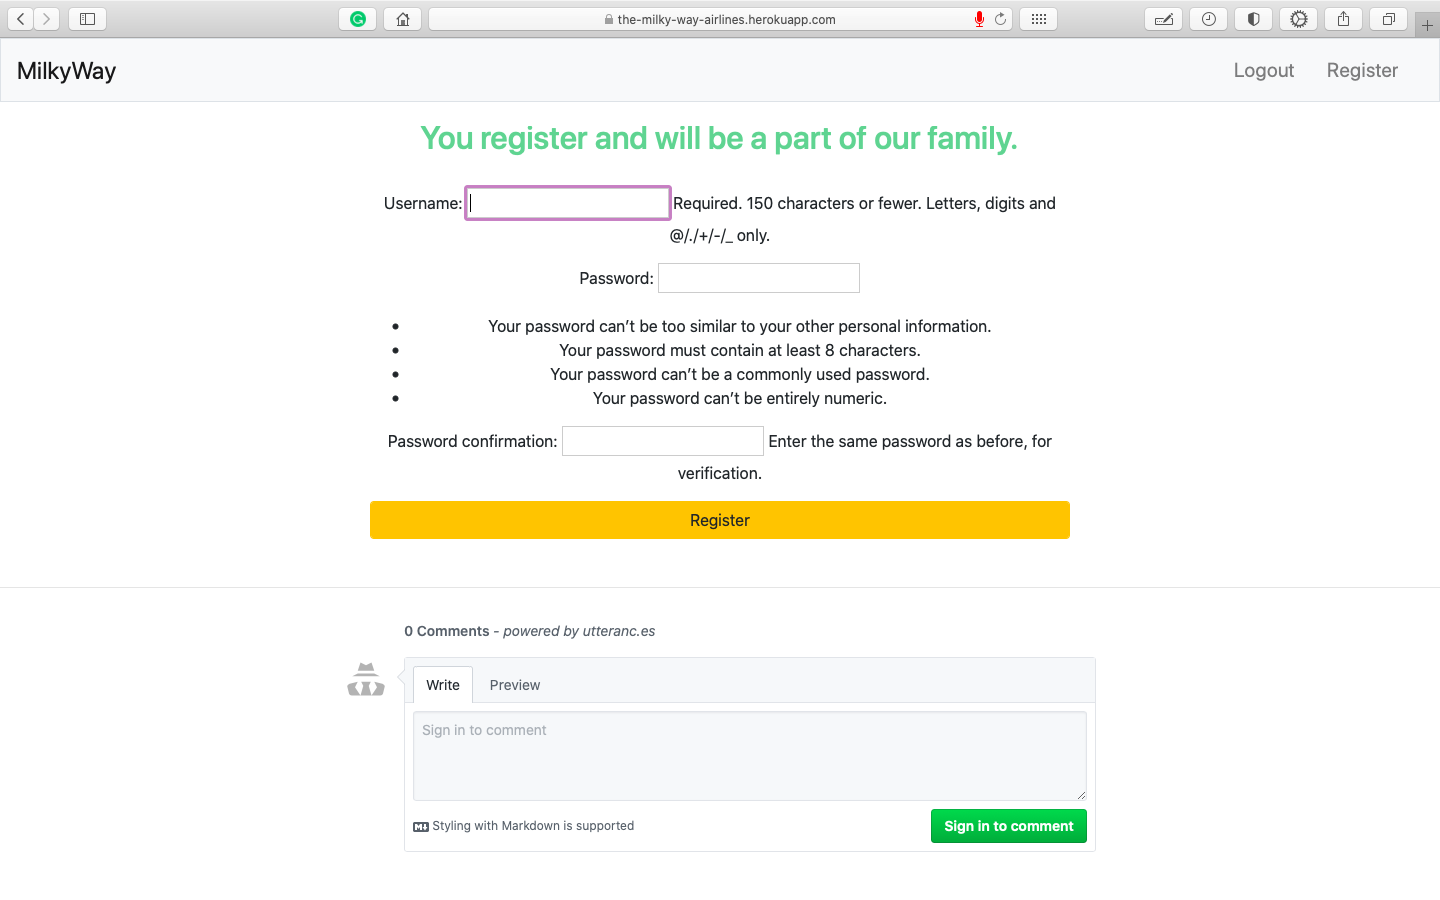 the-milky-way-airlines.herokuapp.com
MilkyWay
Logout
Register
You register and will be a part of our family.
Username:
Required. 150 characters or fewer. Letters, digits and
@/./+/-/_ only.
Password:
• Your password can’t be too similar to your other personal information.
• Your password must contain at least 8 characters.
• Your password can’t be a commonly used password.
• Your password can’t be entirely numeric.
Password confirmation:
Enter the same password as before, for
verification.
Register
0 Comments - powered by utteranc.es
Write
Preview
Sign in to comment
Styling with Markdown is supported
Sign in to comment